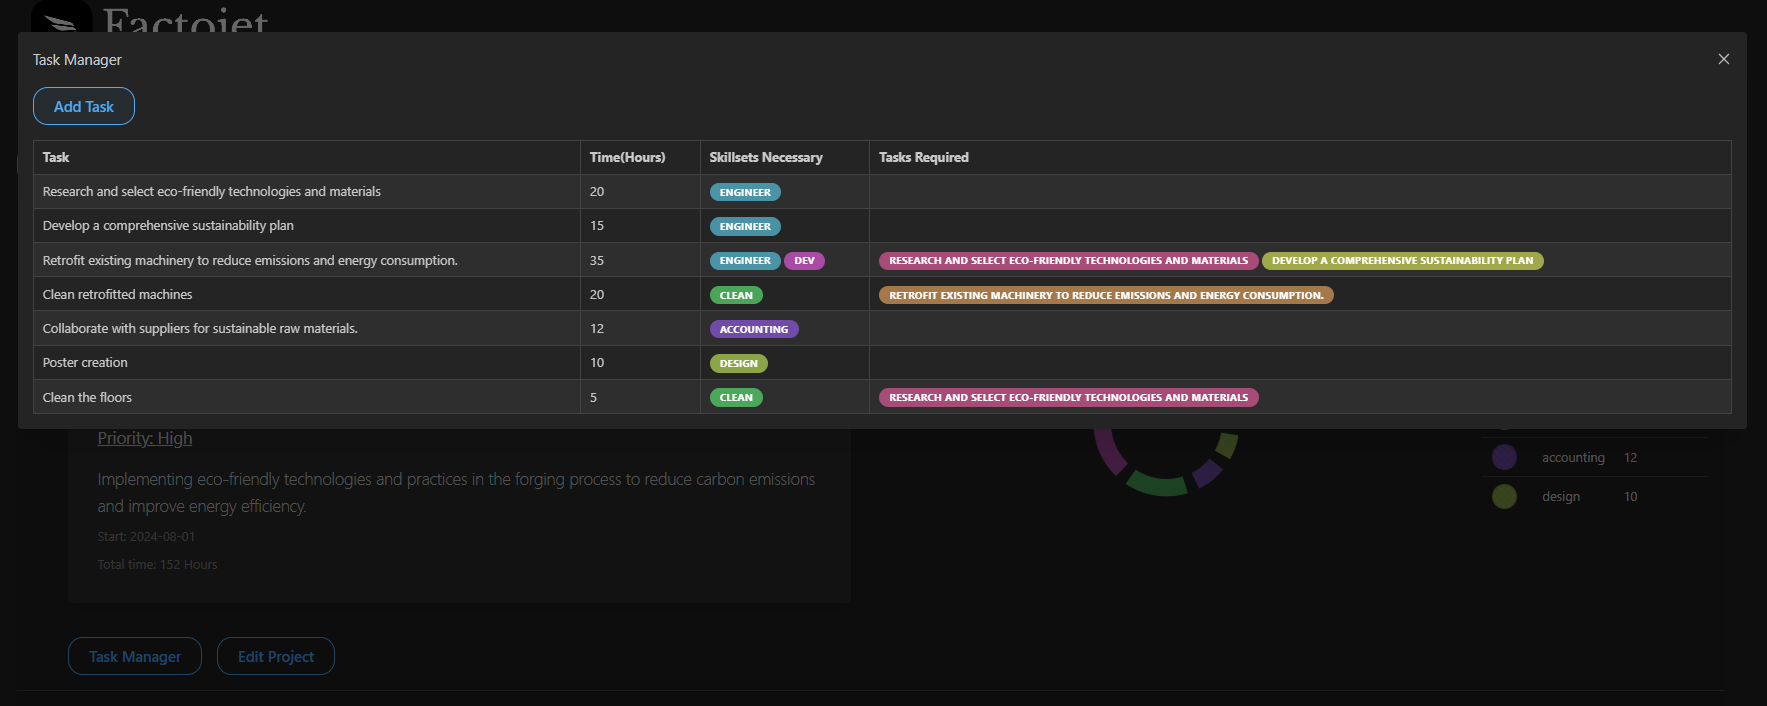 Factojet
Task Manager
Add Task
Task Time(Hours) Skillsets Necessary Tasks Required
Research and select eco-friendly technologies and materials 20 ENGINEER
Develop a comprehensive sustainability plan 15 ENGINEER
Retrofit existing machinery to reduce emissions and energy consumption. 35 ENGINEER DEV RESEARCH AND SELECT ECO-FRIENDLY TECHNOLOGIES AND MATERIALS DEVELOP A COMPREHENSIVE SUSTAINABILITY PLAN
Clean retrofitted machines 20 CLEAN RETROFIT EXISTING MACHINERY TO REDUCE EMISSIONS AND ENERGY CONSUMPTION.
Collaborate with suppliers for sustainable raw materials. 12 ACCOUNTING
Poster creation 10 DESIGN
Clean the floors 5 CLEAN RESEARCH AND SELECT ECO-FRIENDLY TECHNOLOGIES AND MATERIALS
Priority: High
Implementing eco-friendly technologies and practices in the forging process to reduce carbon emissions
and improve energy efficiency.
Start: 2024-08-01
Total time: 152 Hours
accounting 12
design 10
Task Manager Edit Project